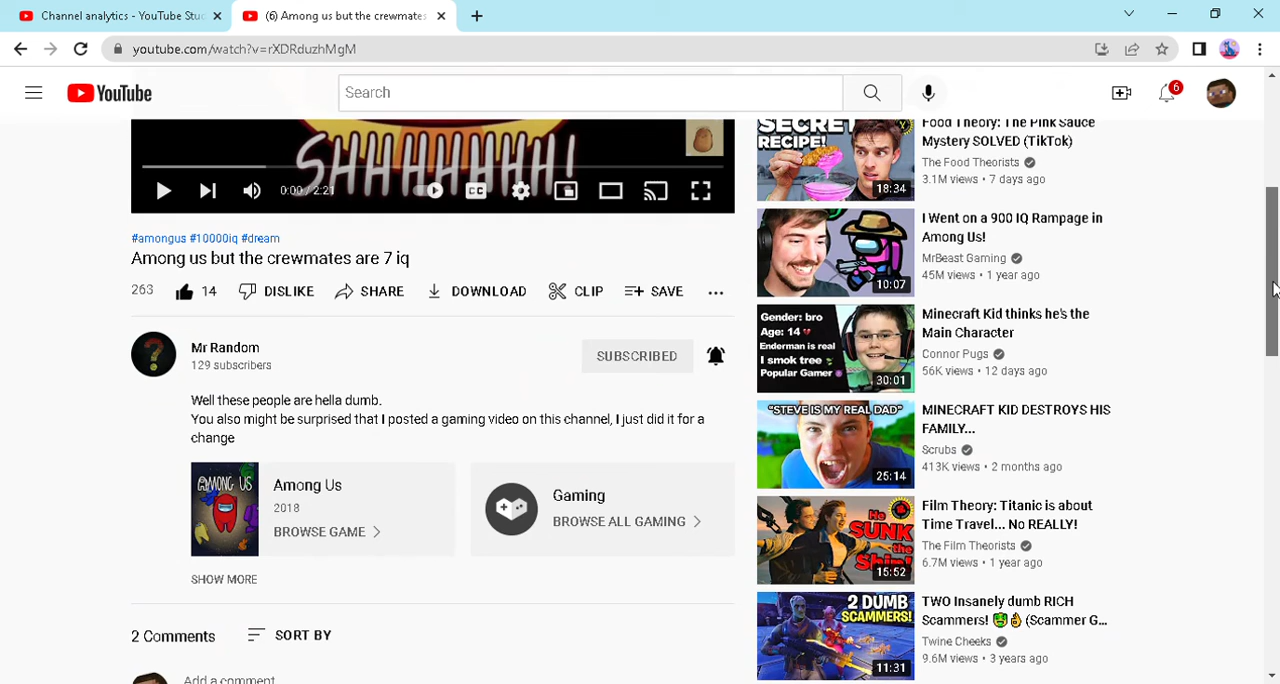 Channel analytics - YouTube Stud
(6) Among us but the crewmates
youtube.com/watch?v=rXDRduzhMgM
YouTube
Search
6
0:00 / 2:21
CC
#amongus #10000iq #dream
Among us but the crewmates are 7 iq
263
14
DISLIKE
SHARE
DOWNLOAD
CLIP
SAVE
Mr Random
129 subscribers
SUBSCRIBED
Well these people are hella dumb.
You also might be surprised that I posted a gaming video on this channel, I just did it for a
change
AMONG US
Among Us
2018
BROWSE GAME
Gaming
BROWSE ALL GAMING
SHOW MORE
2 Comments
SORT BY
Add a comment
SECRET
RECIPE!
18:34
Food Theory: The Pink Sauce
Mystery SOLVED (TikTok)
The Food Theorists
3.1M views • 7 days ago
10:07
I Went on a 900 IQ Rampage in
Among Us!
MrBeast Gaming
45M views • 1 year ago
Gender: bro
Age: 14
Enderman is real
I smok tree
Popular Gamer
30:01
Minecraft Kid thinks he's the
Main Character
Connor Pugs
56K views • 12 days ago
"STEVE IS MY REAL DAD"
25:14
MINECRAFT KID DESTROYS HIS
FAMILY...
Scrubs
413K views • 2 months ago
He
SUNK
the
Ship!
15:52
Film Theory: Titanic is about
Time Travel... No REALLY!
The Film Theorists
6.7M views • 1 year ago
2 DUMB
SCAMMERS!
11:31
TWO Insanely dumb RICH
Scammers! 🤑👌 (Scammer G...
Twine Cheeks
9.6M views • 3 years ago